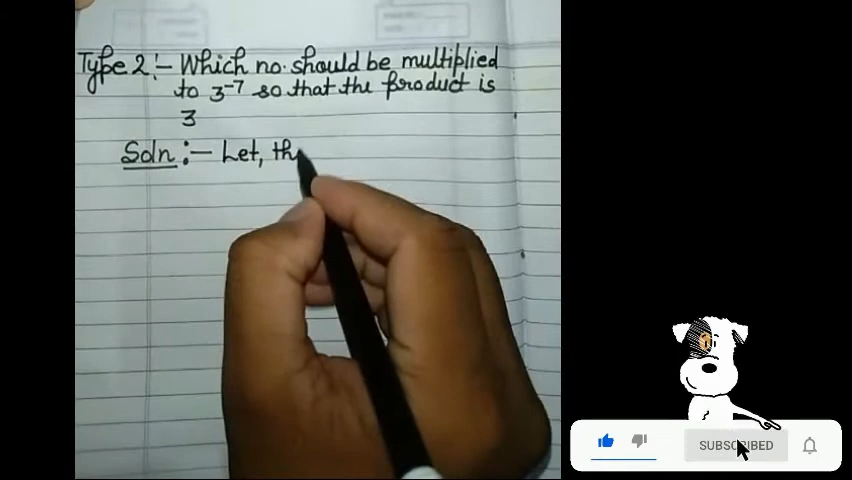 Type 2:- Which no. should be multiplied
to 3⁻⁷ so that the product is
3
Soln :- Let, th
SUBSCRIBED